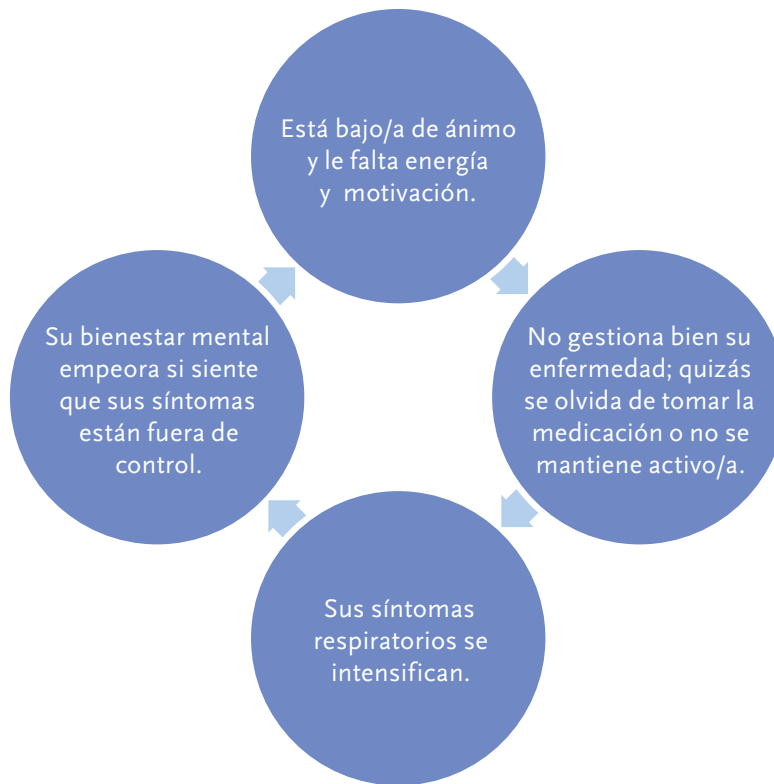 Está bajo/a de ánimo
y le falta energía
y motivación.
No gestiona bien su
enfermedad; quizás
se olvida de tomar la
medicación o no se
mantiene activo/a.
Sus síntomas
respiratorios se
intensifican.
Su bienestar mental
empeora si siente
que sus síntomas
están fuera de
control.